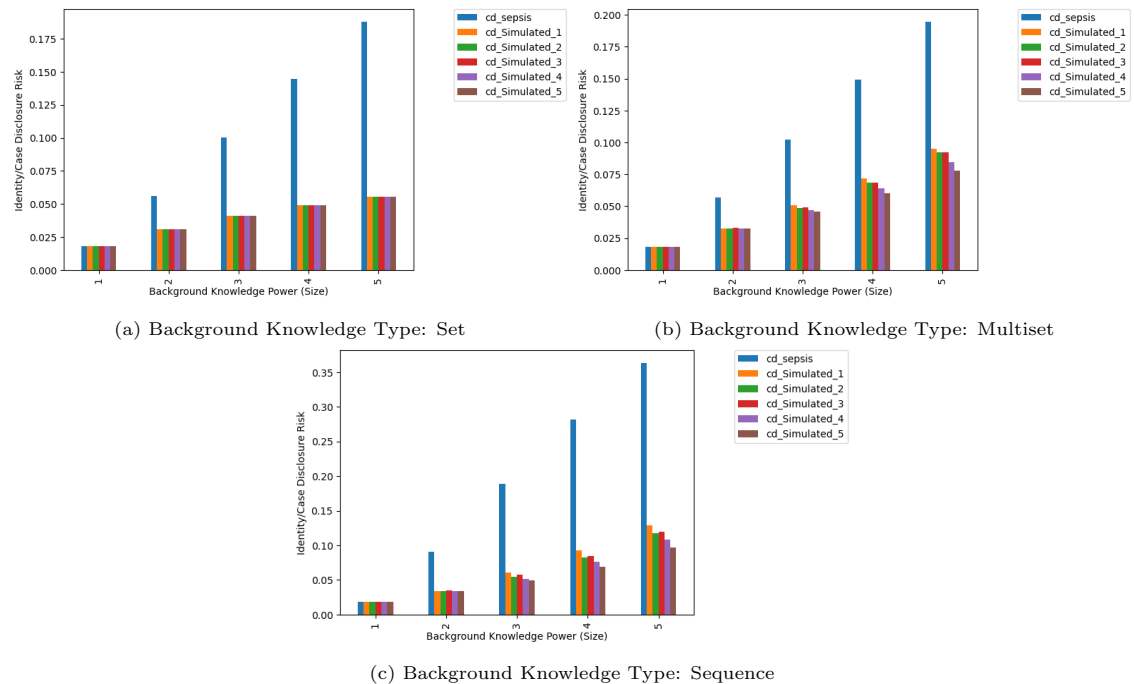 0.175
0.150
0.125
0.100
0.075
0.050
0.025
0.000
Identity/Case Disclosure Risk
1 2 3 4 5
Background Knowledge Power (Size)
cd_sepsis
cd_Simulated_1
cd_Simulated_2
cd_Simulated_3
cd_Simulated_4
cd_Simulated_5
(a) Background Knowledge Type: Set
0.200
0.175
0.150
0.125
0.100
0.075
0.050
0.025
0.000
Identity/Case Disclosure Risk
1 2 3 4 5
Background Knowledge Power (Size)
cd_sepsis
cd_Simulated_1
cd_Simulated_2
cd_Simulated_3
cd_Simulated_4
cd_Simulated_5
(b) Background Knowledge Type: Multiset
0.35
0.30
0.25
0.20
0.15
0.10
0.05
0.00
Identity/Case Disclosure Risk
1 2 3 4 5
Background Knowledge Power (Size)
cd_sepsis
cd_Simulated_1
cd_Simulated_2
cd_Simulated_3
cd_Simulated_4
cd_Simulated_5
(c) Background Knowledge Type: Sequence